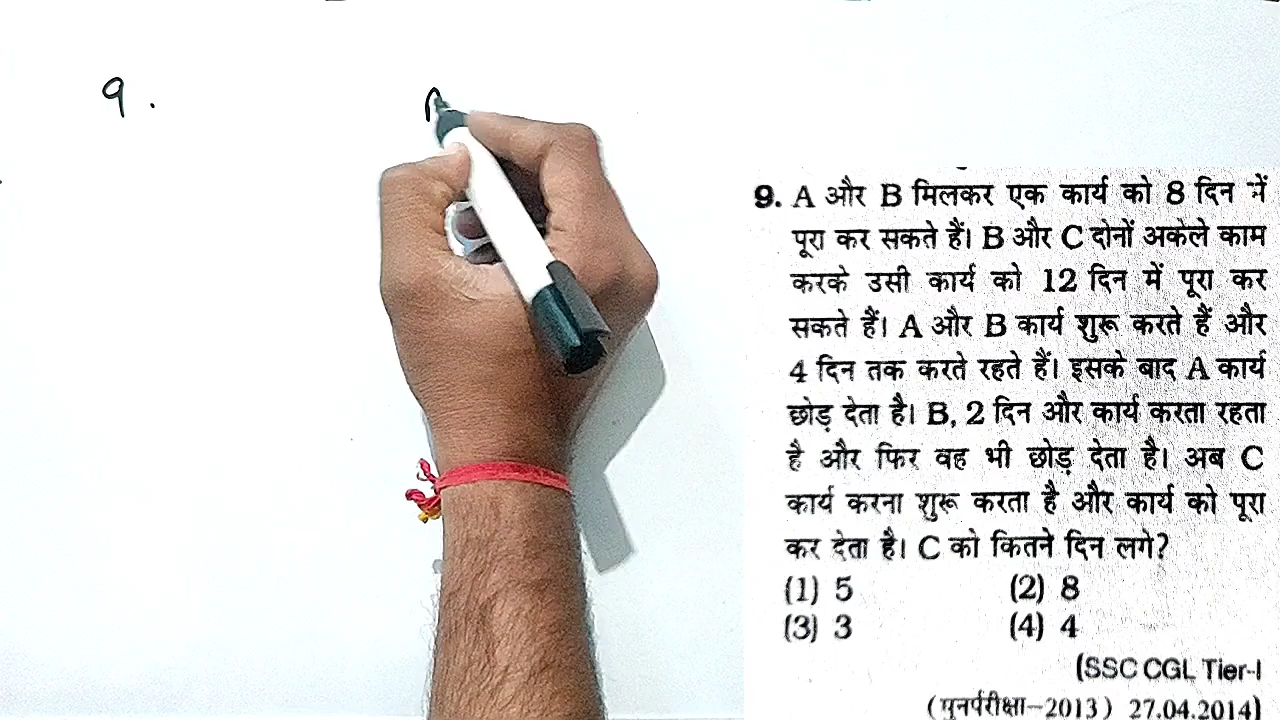 9.
9. A और B मिलकर एक कार्य को 8 दिन में
पूरा कर सकते हैं। B और C दोनों अकेले काम
करके उसी कार्य को 12 दिन में पूरा कर
सकते हैं। A और B कार्य शुरू करते हैं और
4 दिन तक करते रहते हैं। इसके बाद A कार्य
छोड़ देता है। B, 2 दिन और कार्य करता रहता
है और फिर वह भी छोड़ देता है। अब C
कार्य करना शुरू करता है और कार्य को पूरा
कर देता है। C को कितने दिन लगे?
(1) 5 (2) 8
(3) 3 (4) 4
(SSC CGL Tier-I
(पुनर्परीक्षा–2013) 27.04.2014)